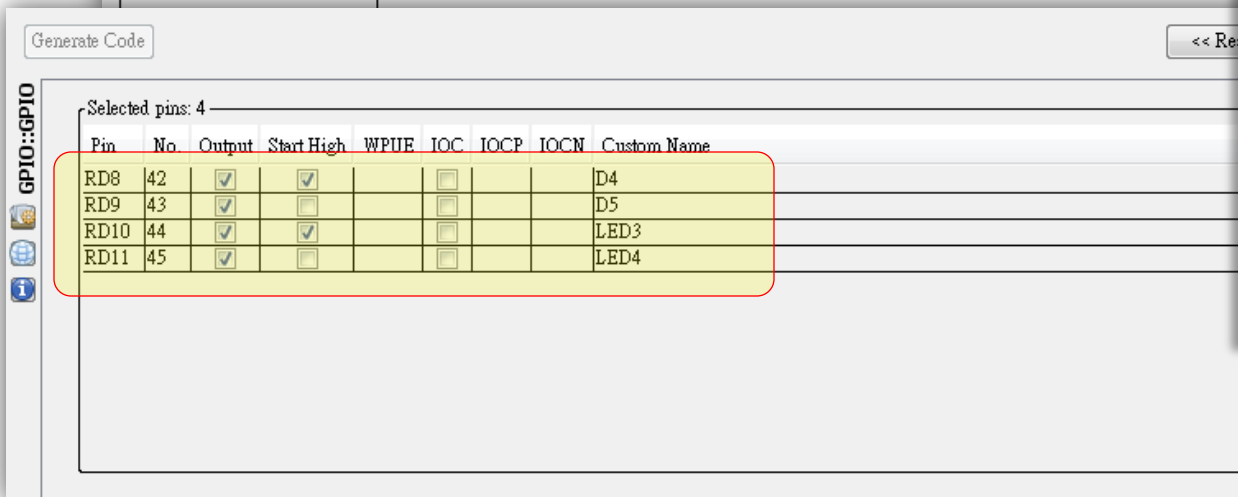 Generate Code
<< Re
GPIO::GPIO
Selected pins: 4
Pin No. Output Start High WPUE IOC IOCP IOCN Custom Name
RD8 42 D4
RD9 43 D5
RD10 44 LED3
RD11 45 LED4